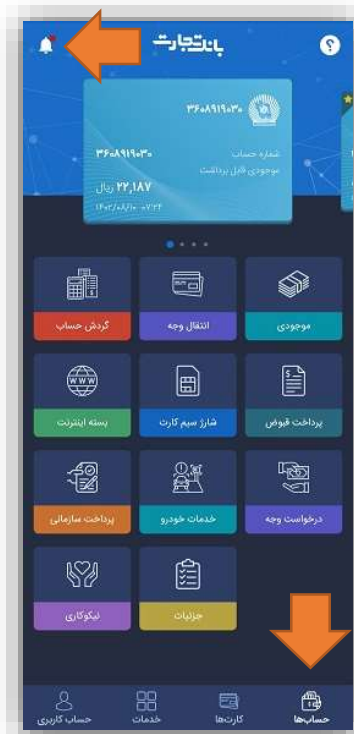 بانک تجارت
؟
۳۶۰۸۹۱۹۰۳۰
شماره حساب ۳۶۰۸۹۱۹۰۳۰
موجودی قابل برداشت
۲۲,۱۸۷ ریال
موجودی
انتقال وجه
گردش حساب
پرداخت قبوض
شارژ سیم کارت
WWW
بسته اینترنت
درخواست وجه
خدمات خودرو
پرداخت سازمانی
جزئیات
نیکوکاری
حساب‌ها
کارت‌ها
خدمات
حساب کاربری